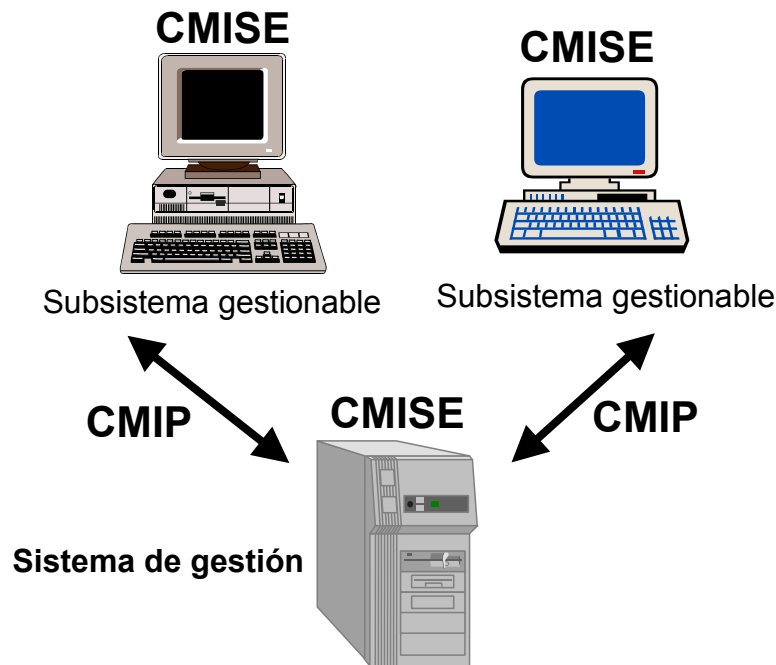 CMISE
CMISE
Subsistema gestionable
Subsistema gestionable
CMIP
CMISE
CMIP
Sistema de gestión